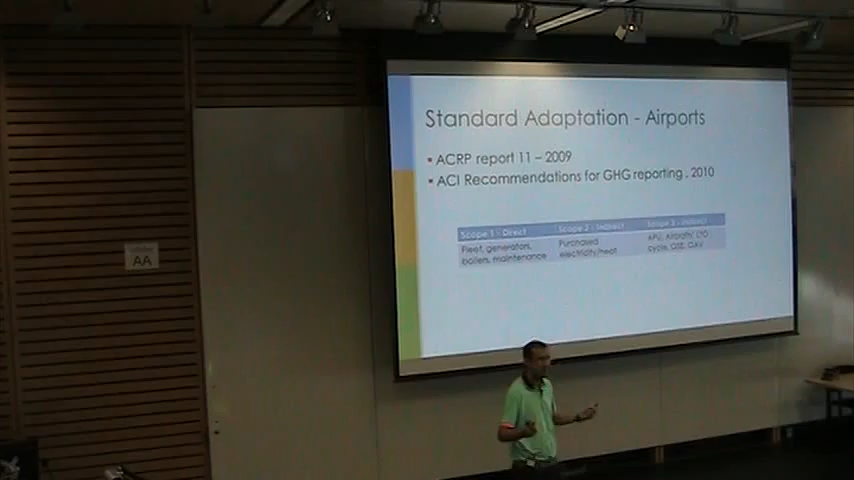 Standard Adaptation - Airports
▪ ACRP report 11 – 2009
▪ ACI Recommendations for GHG reporting , 2010
Scope 1 - Direct Scope 2 - Indirect Scope 3 - Indirect
Fleet, generators, Purchased APU, Aircrafts' LTO
boilers, maintenance electricity/heat cycle, GSE, GAV
AA